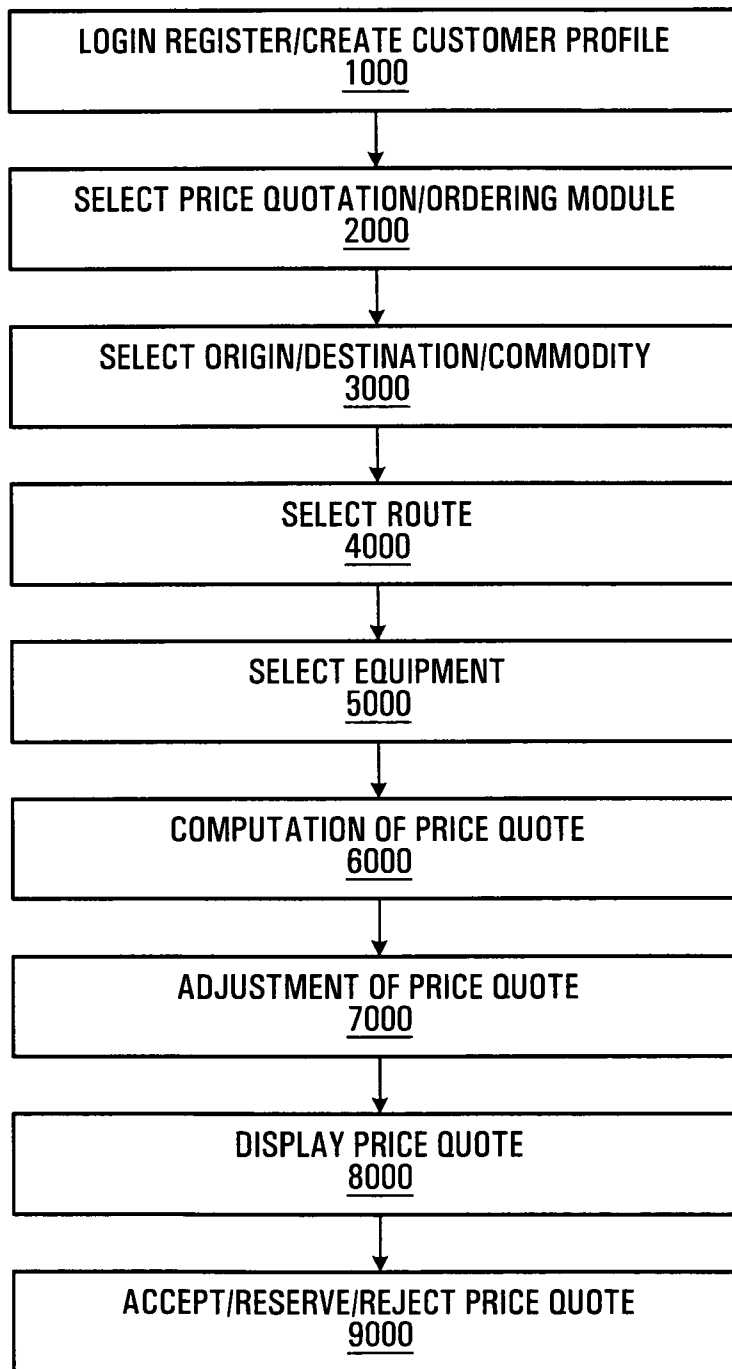 LOGIN REGISTER/CREATE CUSTOMER PROFILE
1000
SELECT PRICE QUOTATION/ORDERING MODULE
2000
SELECT ORIGIN/DESTINATION/COMMODITY
3000
SELECT ROUTE
4000
SELECT EQUIPMENT
5000
COMPUTATION OF PRICE QUOTE
6000
ADJUSTMENT OF PRICE QUOTE
7000
DISPLAY PRICE QUOTE
8000
ACCEPT/RESERVE/REJECT PRICE QUOTE
9000